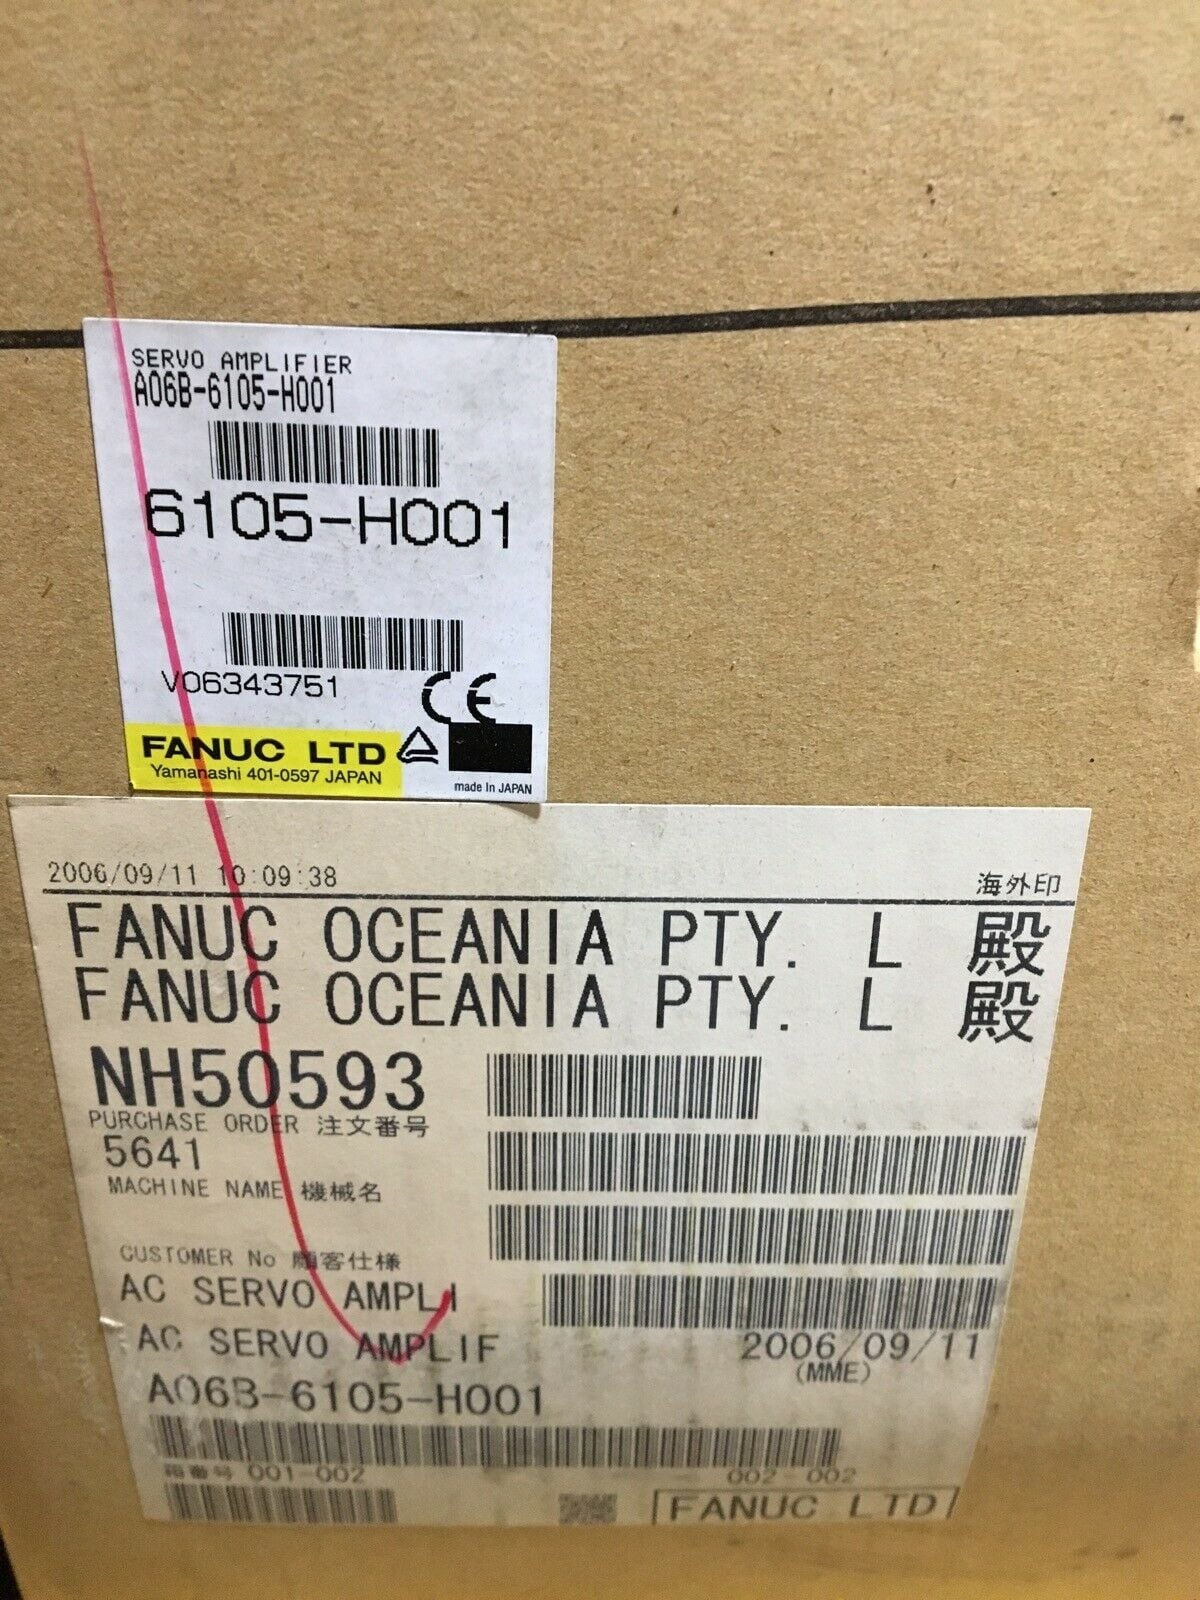 SERVO AMPLIFIER
A06B-6105-H001
6105-H001
V06343751
CE
FANUC LTD
Yamanashi 401-0597 JAPAN
made in JAPAN
2006/09/11 10:09:38 海外印
FANUC OCEANIA PTY. L 殿
FANUC OCEANIA PTY. L 殿
NH50593
PURCHASE ORDER 注文番号
5641
MACHINE NAME 機械名
CUSTOMER No 顧客仕様
AC SERVO AMPLI
AC SERVO AMPLIF 2006/09/11
(MME)
A06B-6105-H001
箱番号 001-002 002-002
FANUC LTD